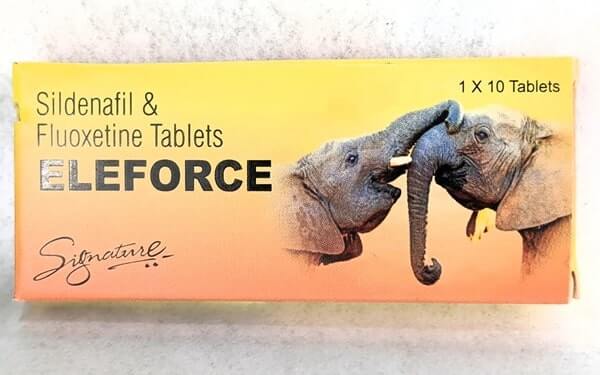 1 X 10 Tablets
Sildenafil &
Fluoxetine Tablets
ELEFORCE
Signature